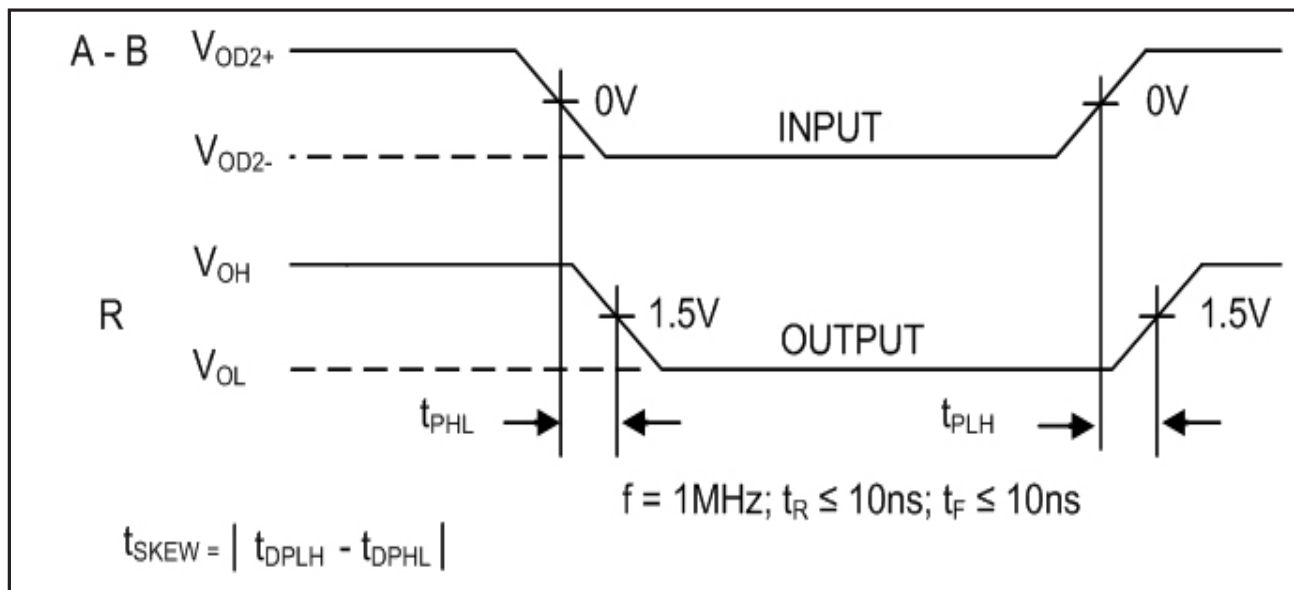 A - B
VOD2+
0V
0V
INPUT
VOD2-
VOH
R
1.5V
1.5V
OUTPUT
VOL
tPHL
tPLH
f = 1MHz; tR ≤ 10ns; tF ≤ 10ns
tSKEW = | tDPLH - tDPHL |